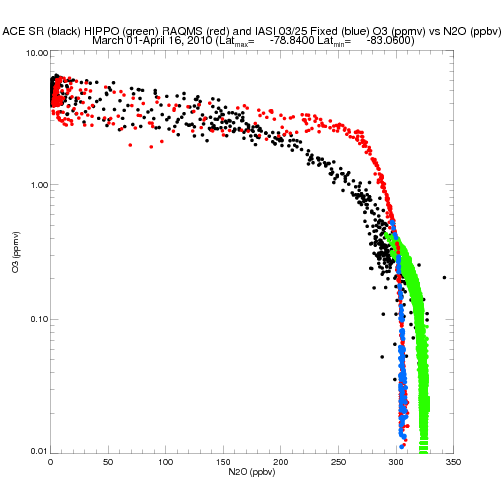 ACE SR (black) HIPPO (green) RAQMS (red) and IASI 03/25 Fixed (blue) O3 (ppmv) vs N2O (ppbv)
March 01-April 16, 2010 (Latmax= -78.8400 Latmin= -83.0600)
10.00
1.00
0.10
0.01
O3 (ppmv)
0 50 100 150 200 250 300 350
N2O (ppbv)